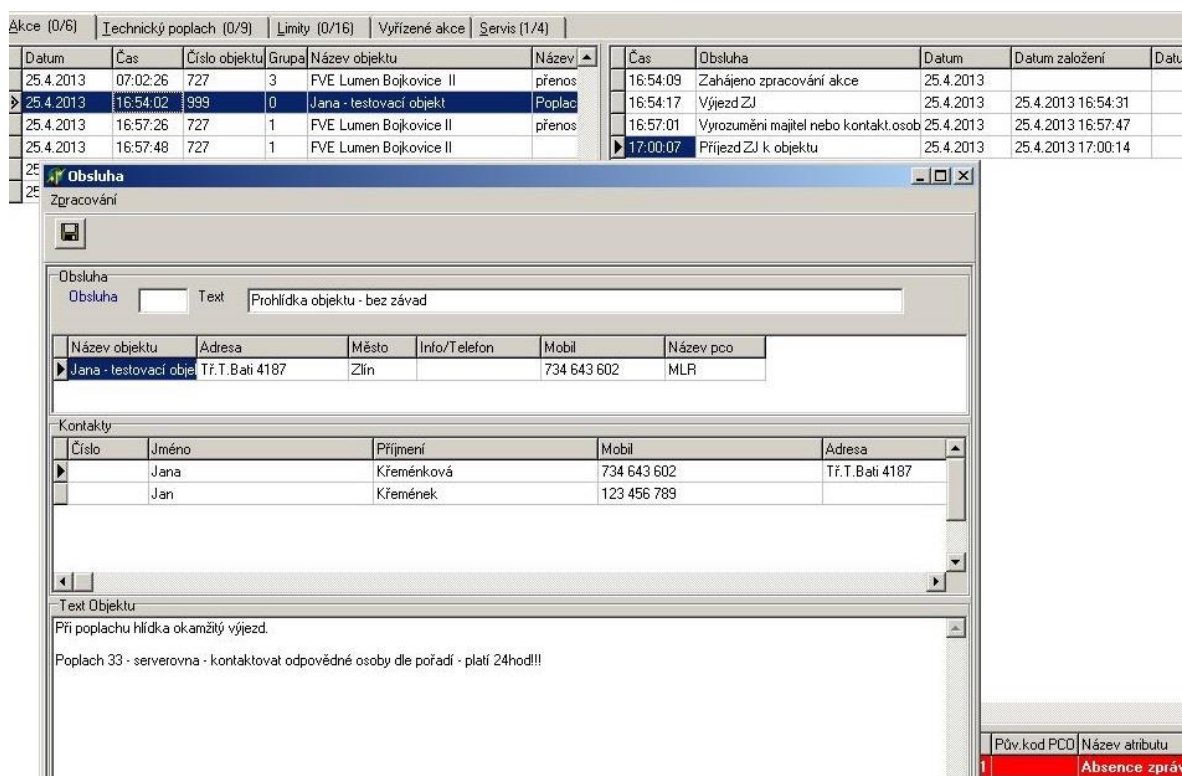 Akce (0/6) Technický poplach (0/9) Limity (0/16) Vyřízené akce Servis (1/4)
Datum Čas Číslo objektu Grupa Název objektu Název
25.4.2013 07:02:26 727 3 FVE Lumen Bojkovice II přenos
25.4.2013 16:54:02 999 0 Jana - testovací objekt Poplac
25.4.2013 16:57:26 727 1 FVE Lumen Bojkovice II přenos
25.4.2013 16:57:48 727 1 FVE Lumen Bojkovice II
25
25
Čas Obsluha Datum Datum založení Datu
16:54:09 Zahájeno zpracování akce 25.4.2013
16:54:17 Výjezd ZJ 25.4.2013 25.4.2013 16:54:31
16:57:01 Vyrozuměni majitel nebo kontakt.osob 25.4.2013 25.4.2013 16:57:47
17:00:07 Příjezd ZJ k objektu 25.4.2013 25.4.2013 17:00:14
Obsluha
Zpracování
Obsluha
Obsluha Text Prohlídka objektu - bez závad
Název objektu Adresa Město Info/Telefon Mobil Název pco
Jana - testovací obje Tř.T.Bati 4187 Zlín 734 643 602 MLR
Kontakty
Číslo Jméno Příjmení Mobil Adresa
Jana Křeménková 734 643 602 Tř.T.Bati 4187
Jan Křemének 123 456 789
Text Objektu
Při poplachu hlídka okamžitý výjezd.
Poplach 33 - serverovna - kontaktovat odpovědné osoby dle pořadí - platí 24hod!!!
Pův.kod PCO Název atributu
1 Absence zpráv